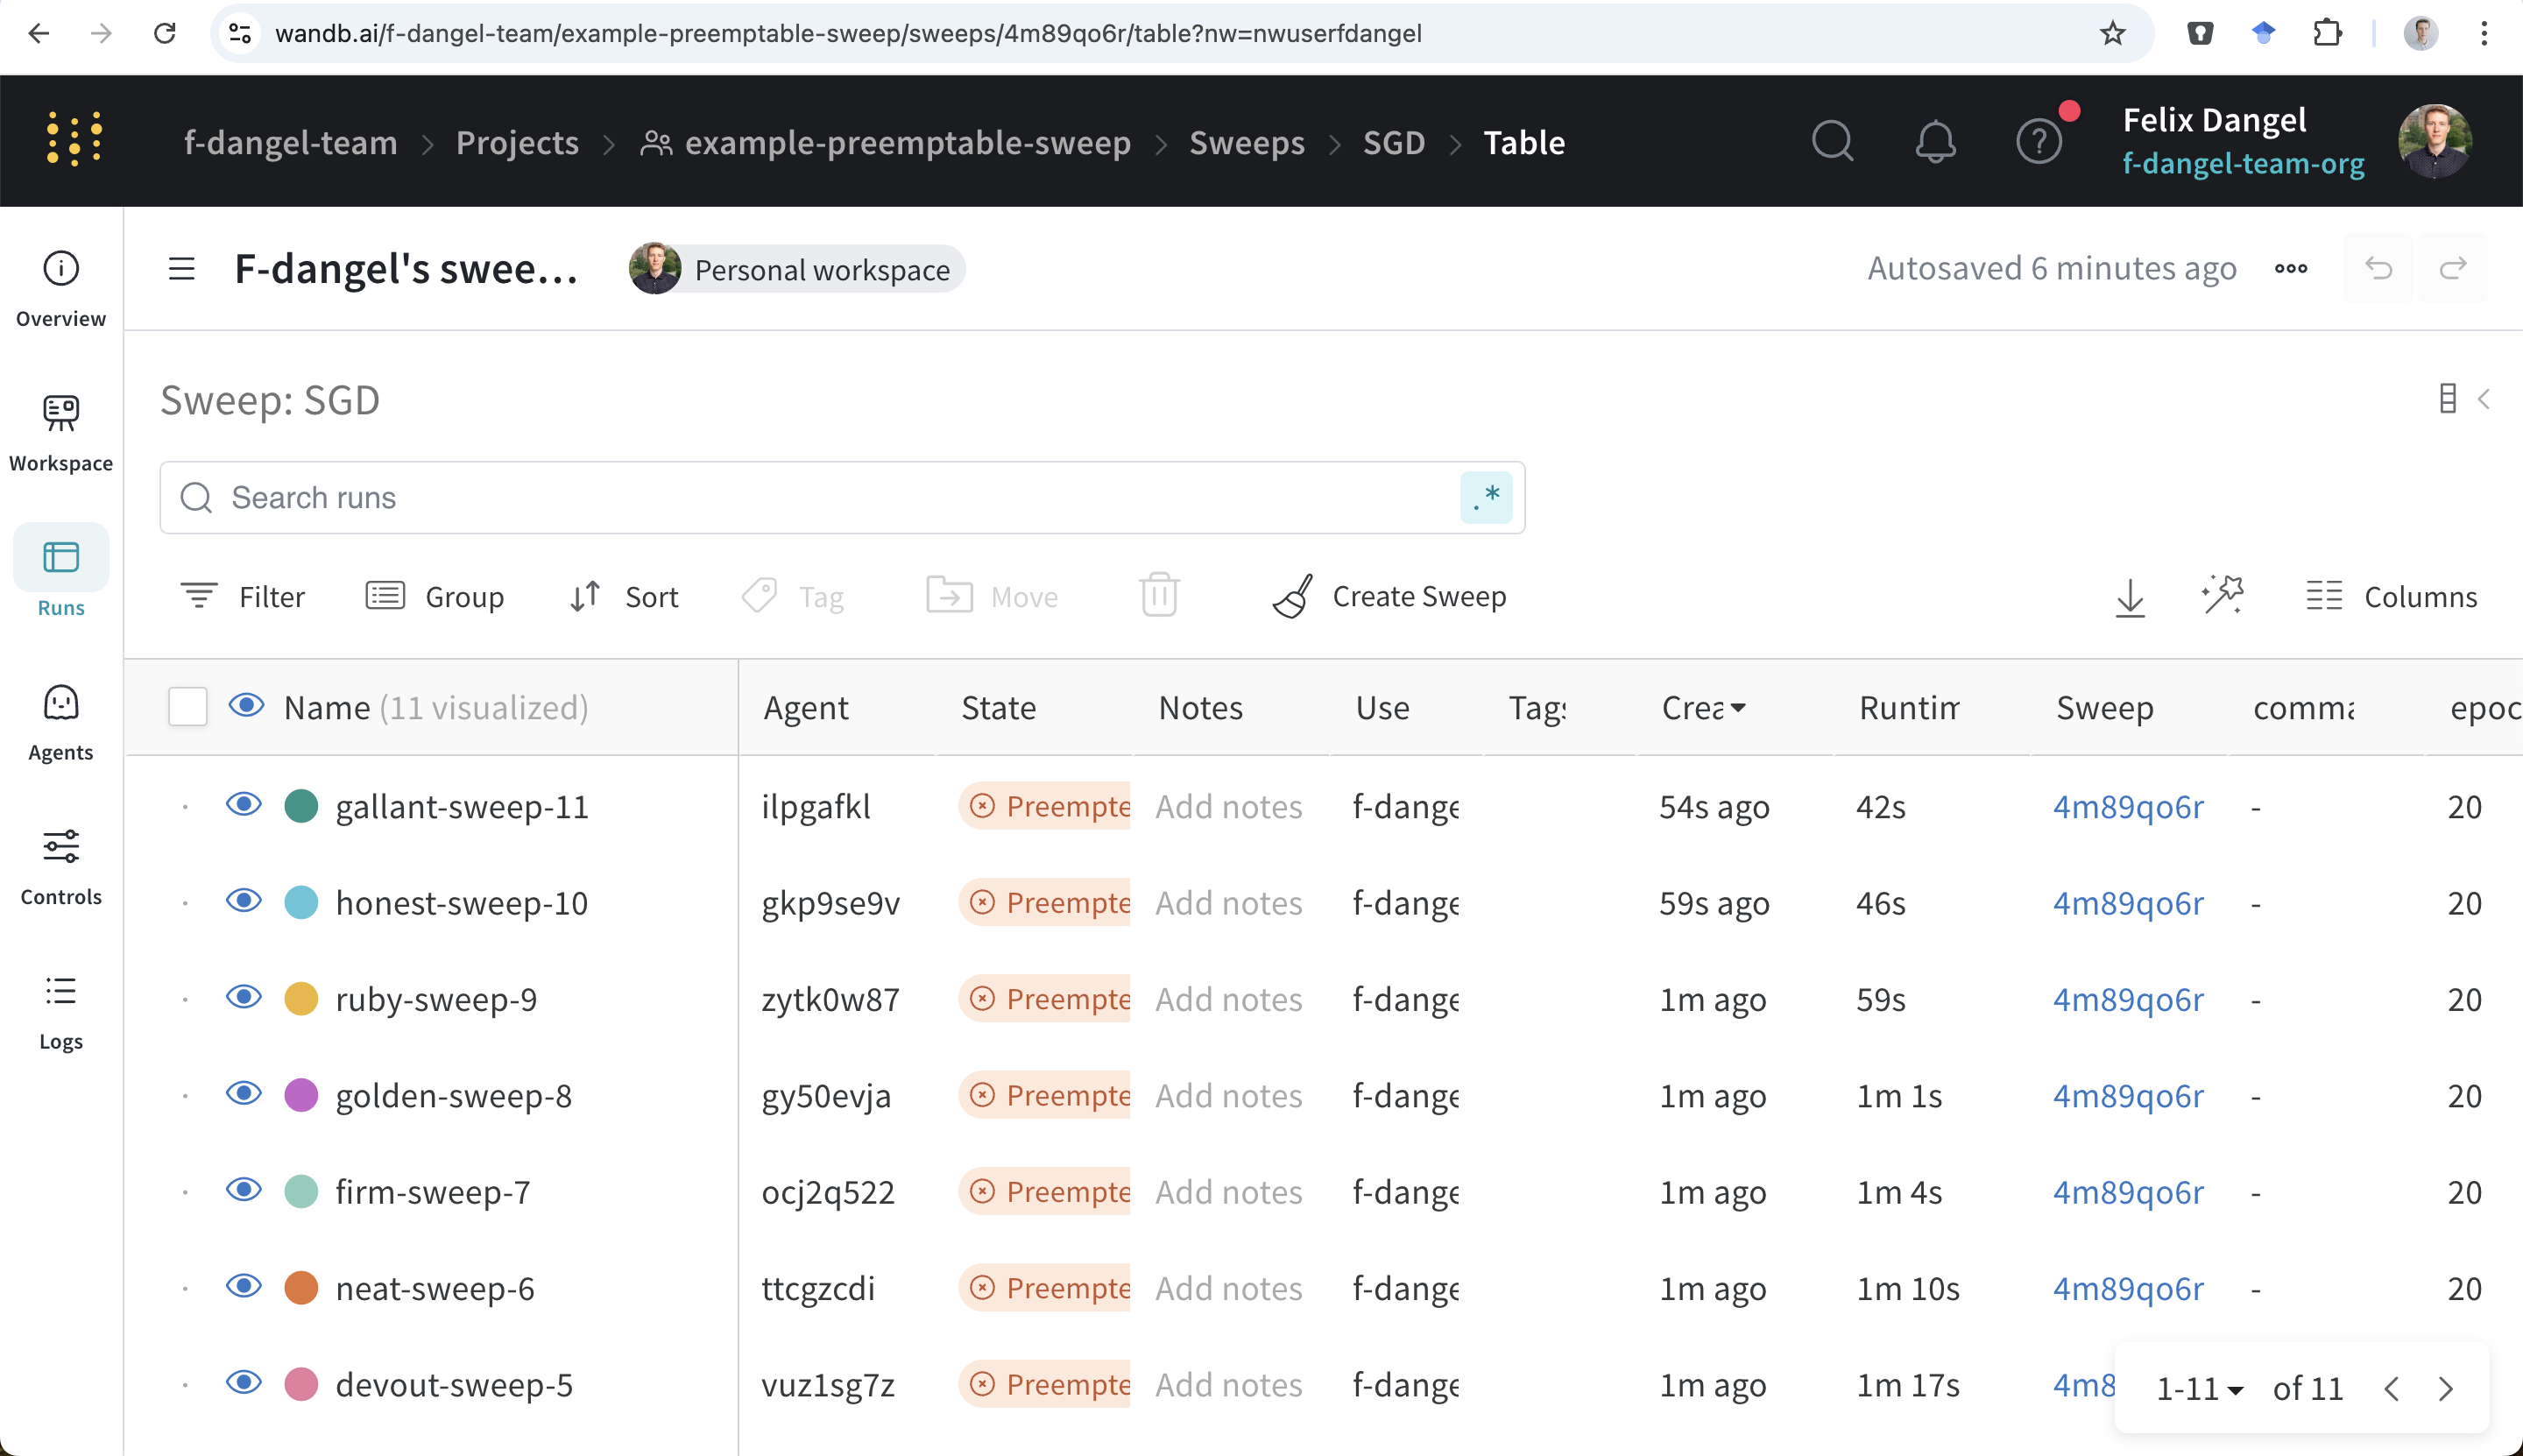 wandb.ai/f-dangel-team/example-preemptable-sweep/sweeps/4m89qo6r/table?nw=nwuserfdangel
f-dangel-team > Projects > example-preemptable-sweep > Sweeps > SGD > Table
Felix Dangel
f-dangel-team-org
F-dangel's swee... Personal workspace Autosaved 6 minutes ago
Overview
Workspace
Runs
Agents
Controls
Logs
Sweep: SGD
Search runs .*
Filter Group Sort Tag Move Create Sweep Columns
Name (11 visualized) Agent State Notes Use Tags Crea Runtim Sweep comma epoc
gallant-sweep-11 ilpgafkl Preempte Add notes f-dange 54s ago 42s 4m89qo6r - 20
honest-sweep-10 gkp9se9v Preempte Add notes f-dange 59s ago 46s 4m89qo6r - 20
ruby-sweep-9 zytk0w87 Preempte Add notes f-dange 1m ago 59s 4m89qo6r - 20
golden-sweep-8 gy50evja Preempte Add notes f-dange 1m ago 1m 1s 4m89qo6r - 20
firm-sweep-7 ocj2q522 Preempte Add notes f-dange 1m ago 1m 4s 4m89qo6r - 20
neat-sweep-6 ttcgzcdi Preempte Add notes f-dange 1m ago 1m 10s 4m89qo6r - 20
devout-sweep-5 vuz1sg7z Preempte Add notes f-dange 1m ago 1m 17s 4m8
1-11 of 11